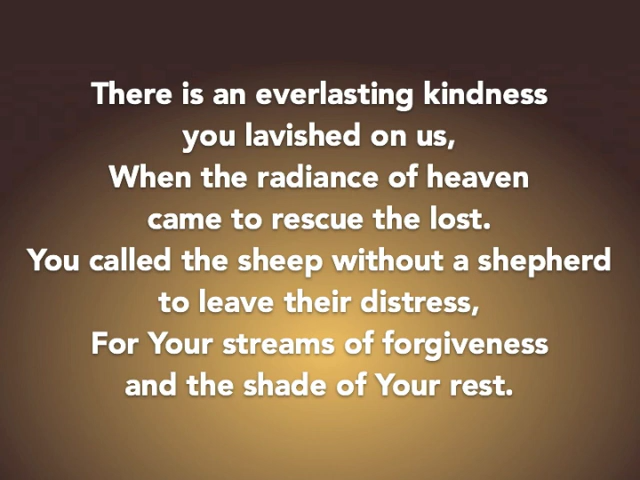 There is an everlasting kindness
you lavished on us,
When the radiance of heaven
came to rescue the lost.
You called the sheep without a shepherd
to leave their distress,
For Your streams of forgiveness
and the shade of Your rest.